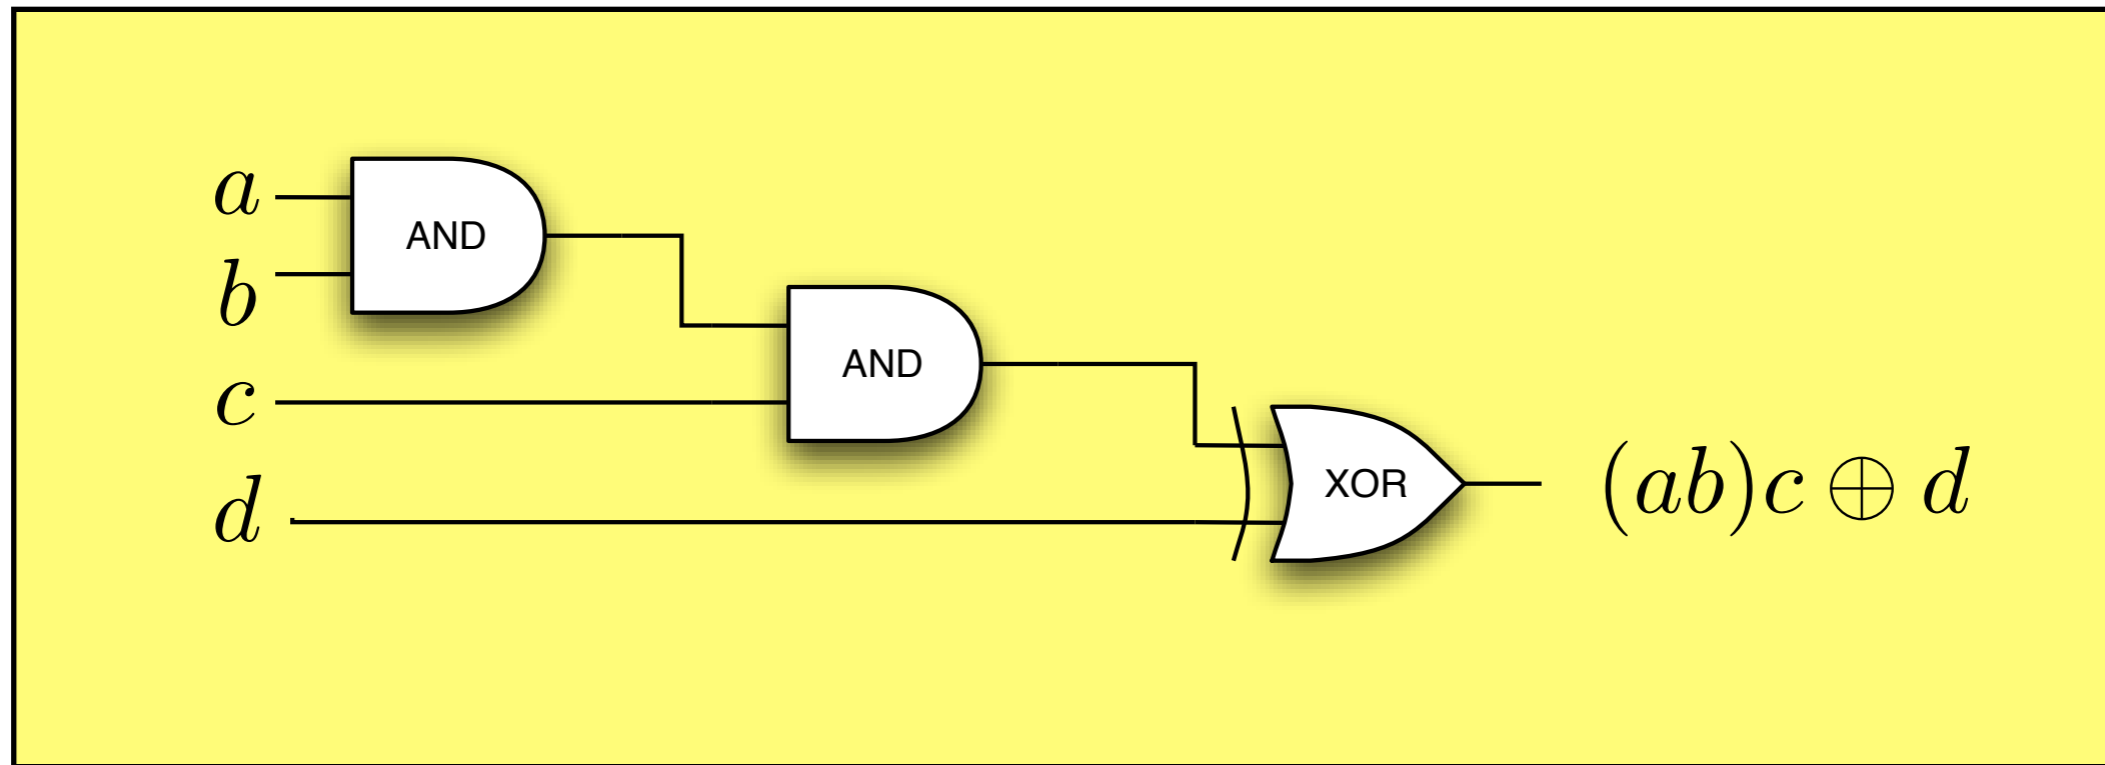 a
AND
b
AND
c
XOR
(ab)c ⊕ d
d